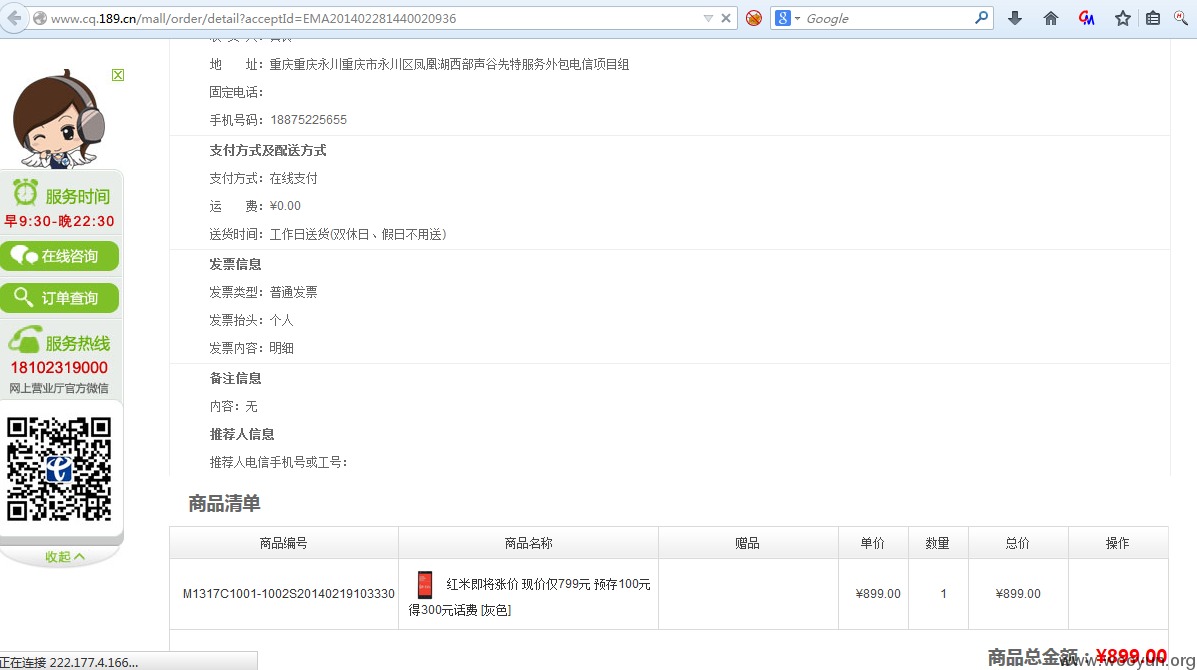 www.cq.189.cn/mall/order/detail?acceptId=EMA201402281440020936
Google
地 址：重庆重庆永川重庆市永川区凤凰湖西部声谷先特服务外包电信项目组
固定电话：
手机号码：18875225655
支付方式及配送方式
支付方式：在线支付
运 费：¥0.00
送货时间：工作日送货(双休日、假日不用送)
发票信息
发票类型：普通发票
发票抬头：个人
发票内容：明细
备注信息
内容：无
推荐人信息
推荐人电信手机号或工号：
服务时间
早9:30-晚22:30
在线咨询
订单查询
服务热线
18102319000
网上营业厅官方微信
收起
商品清单
商品编号 商品名称 赠品 单价 数量 总价 操作
M1317C1001-1002S20140219103330 红米即将涨价 现价仅799元 预存100元 ¥899.00 1 ¥899.00
得300元话费 [灰色]
商品总金额：¥899.00
正在连接 222.177.4.166...
www.wooyun.org